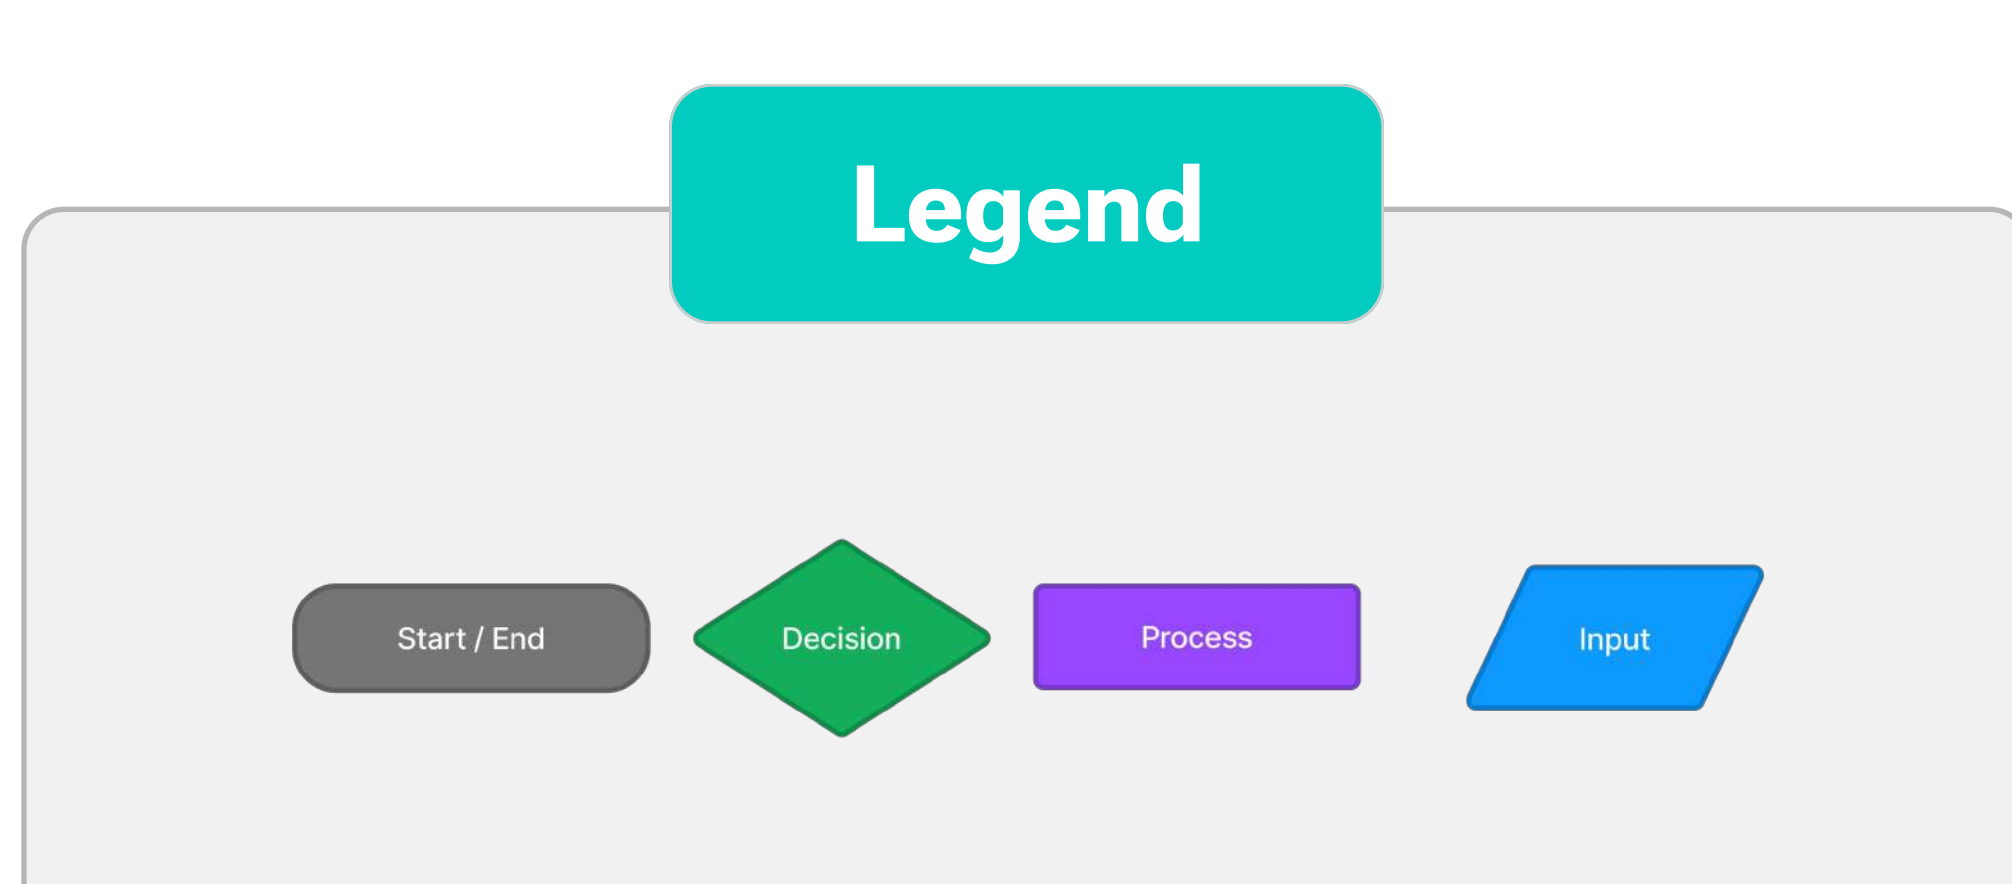 Legend
Start / End
Decision
Process
Input